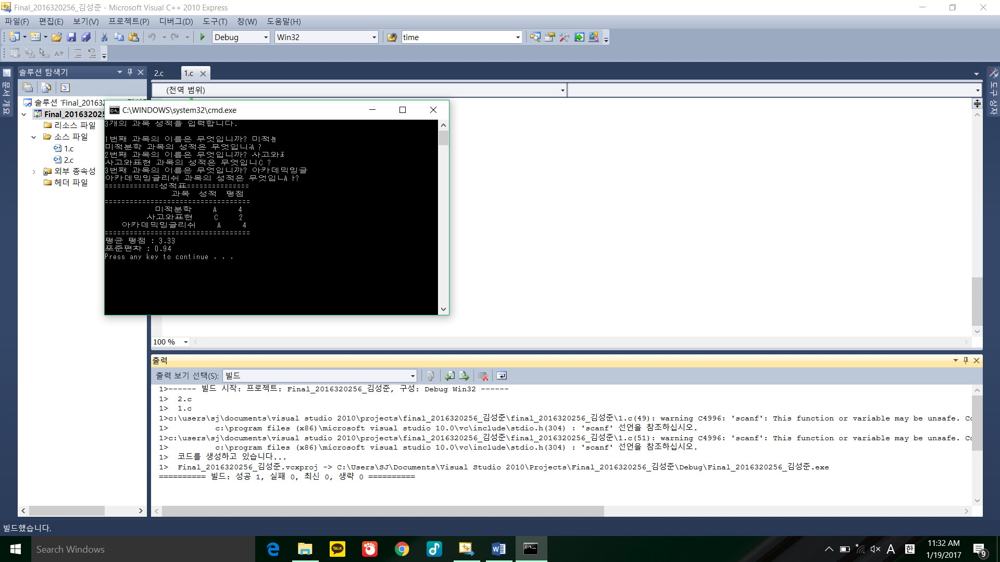 Final_2016320256_김성준 - Microsoft Visual C++ 2010 Express
파일(F) 편집(E) 보기(V) 프로젝트(P) 디버그(D) 도구(T) 창(W) 도움말(H)
Debug Win32 time
문서 개요
솔루션 탐색기
2.c 1.c
도구 상자
(전역 범위)
솔루션 'Final_20163
Final_201632025
리소스 파일
소스 파일
1.c
2.c
외부 종속성
헤더 파일
C:\WINDOWS\system32\cmd.exe
3개의 과목 성적을 입력합니다.
1번째 과목의 이름은 무엇입니까? 미적
미적분학 과목의 성적은 무엇입니A ?
2번째 과목의 이름은 무엇입니까? 사고와
사고와표현 과목의 성적은 무엇입니C ?
3번째 과목의 이름은 무엇입니까? 아카데믹잉글
아카데믹잉글리쉬 과목의 성적은 무엇입니A ?
=============성적표===============
과목 성적 평점
===================================
미적분학 A 4
사고와표현 C 2
아카데믹잉글리쉬 A 4
===================================
평균 평점 : 3.33
표준편차 : 0.94
Press any key to continue . . .
100 %
출력
출력 보기 선택(S): 빌드
1>------ 빌드 시작: 프로젝트: Final_2016320256_김성준, 구성: Debug Win32 ------
1> 2.c
1> 1.c
1>c:\users\sj\documents\visual studio 2010\projects\final_2016320256_김성준\final_2016320256_김성준\1.c(49): warning C4996: 'scanf': This function or variable may be unsafe. Co
1> c:\program files (x86)\microsoft visual studio 10.0\vc\include\stdio.h(304) : 'scanf' 선언을 참조하십시오.
1>c:\users\sj\documents\visual studio 2010\projects\final_2016320256_김성준\final_2016320256_김성준\1.c(51): warning C4996: 'scanf': This function or variable may be unsafe. Co
1> c:\program files (x86)\microsoft visual studio 10.0\vc\include\stdio.h(304) : 'scanf' 선언을 참조하십시오.
1> 코드를 생성하고 있습니다...
1> Final_2016320256_김성준.vcxproj -> C:\Users\SJ\Documents\Visual Studio 2010\Projects\Final_2016320256_김성준\Debug\Final_2016320256_김성준.exe
========== 빌드: 성공 1, 실패 0, 최신 0, 생략 0 ==========
빌드했습니다.
Search Windows
TALK
A 한
11:32 AM
1/19/2017
9